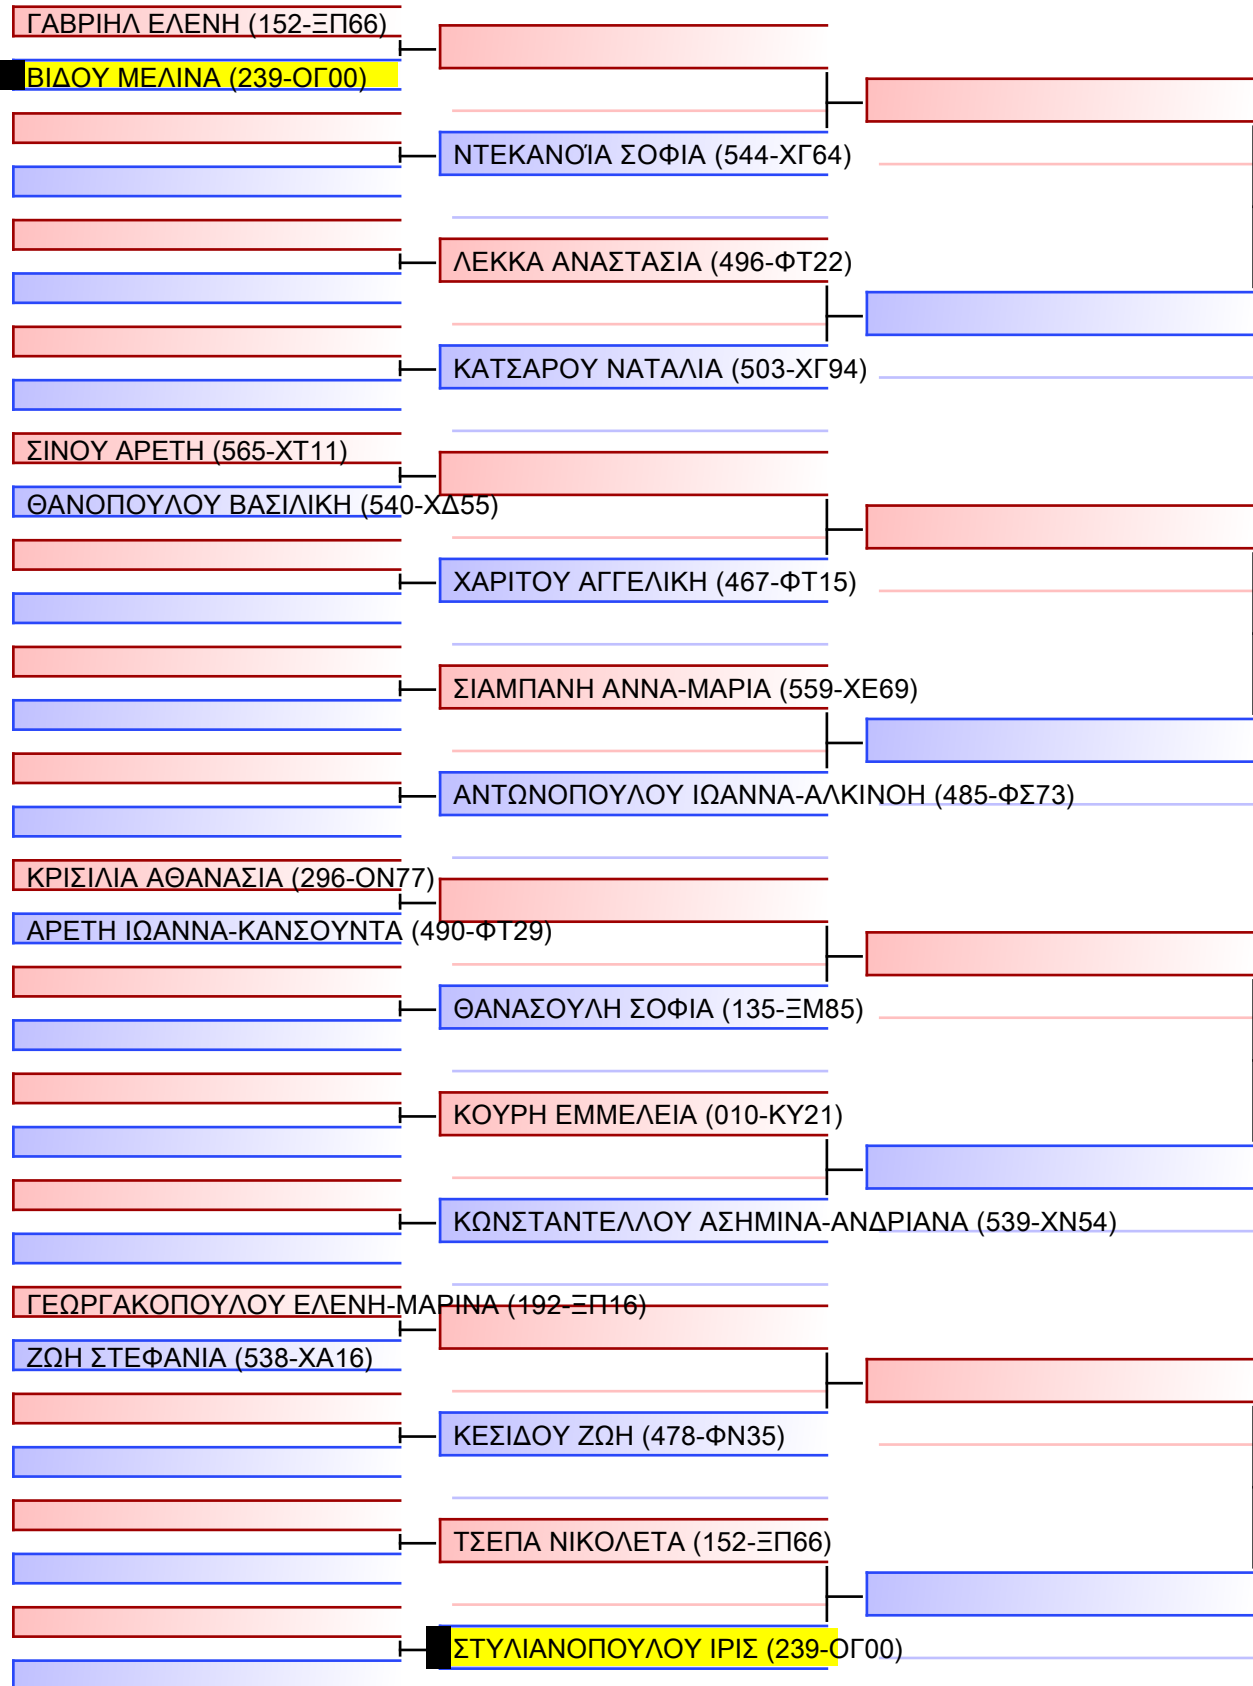 ΓΑΒΡΙΗΛ ΕΛΕΝΗ (152-ΞΠ66)
ΒΙΔΟΥ ΜΕΛΙΝΑ (239-ΟΓ00)
ΝΤΕΚΑΝΟΪΑ ΣΟΦΙΑ (544-ΧΓ64)
ΛΕΚΚΑ ΑΝΑΣΤΑΣΙΑ (496-ΦΤ22)
ΚΑΤΣΑΡΟΥ ΝΑΤΑΛΙΑ (503-ΧΓ94)
ΣΙΝΟΥ ΑΡΕΤΗ (565-ΧΤ11)
ΘΑΝΟΠΟΥΛΟΥ ΒΑΣΙΛΙΚΗ (540-ΧΔ55)
ΧΑΡΙΤΟΥ ΑΓΓΕΛΙΚΗ (467-ΦΤ15)
ΣΙΑΜΠΑΝΗ ΑΝΝΑ-ΜΑΡΙΑ (559-ΧΕ69)
ΑΝΤΩΝΟΠΟΥΛΟΥ ΙΩΑΝΝΑ-ΑΛΚΙΝΟΗ (485-ΦΣ73)
ΚΡΙΣΙΛΙΑ ΑΘΑΝΑΣΙΑ (296-ΟΝ77)
ΑΡΕΤΗ ΙΩΑΝΝΑ-ΚΑΝΣΟΥΝΤΑ (490-ΦΤ29)
ΘΑΝΑΣΟΥΛΗ ΣΟΦΙΑ (135-ΞΜ85)
ΚΟΥΡΗ ΕΜΜΕΛΕΙΑ (010-ΚΥ21)
ΚΩΝΣΤΑΝΤΕΛΛΟΥ ΑΣΗΜΙΝΑ-ΑΝΔΡΙΑΝΑ (539-ΧΝ54)
ΓΕΩΡΓΑΚΟΠΟΥΛΟΥ ΕΛΕΝΗ-ΜΑΡΙΝΑ (192-ΞΠ16)
ΖΩΗ ΣΤΕΦΑΝΙΑ (538-ΧΑ16)
ΚΕΣΙΔΟΥ ΖΩΗ (478-ΦΝ35)
ΤΣΕΠΑ ΝΙΚΟΛΕΤΑ (152-ΞΠ66)
ΣΤΥΛΙΑΝΟΠΟΥΛΟΥ ΙΡΙΣ (239-ΟΓ00)